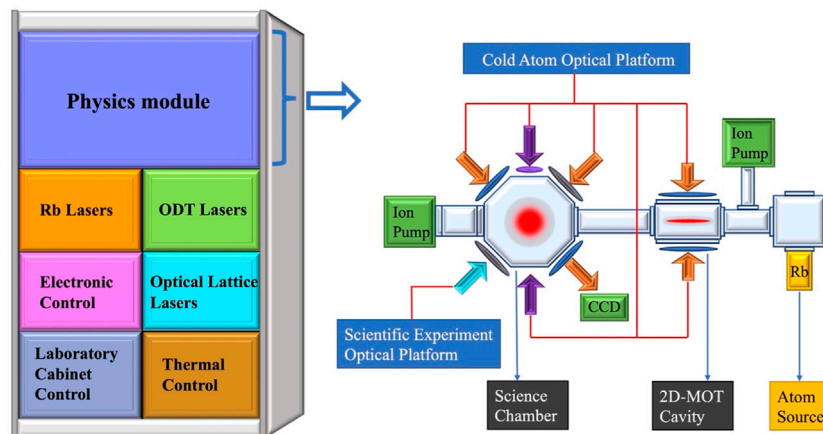 Physics module
Rb Lasers
ODT Lasers
Electronic
Control
Optical Lattice
Lasers
Laboratory
Cabinet
Control
Thermal
Control
Cold Atom Optical Platform
Ion
Pump
Ion
Pump
Rb
CCD
Scientific Experiment
Optical Platform
Science
Chamber
2D-MOT
Cavity
Atom
Source